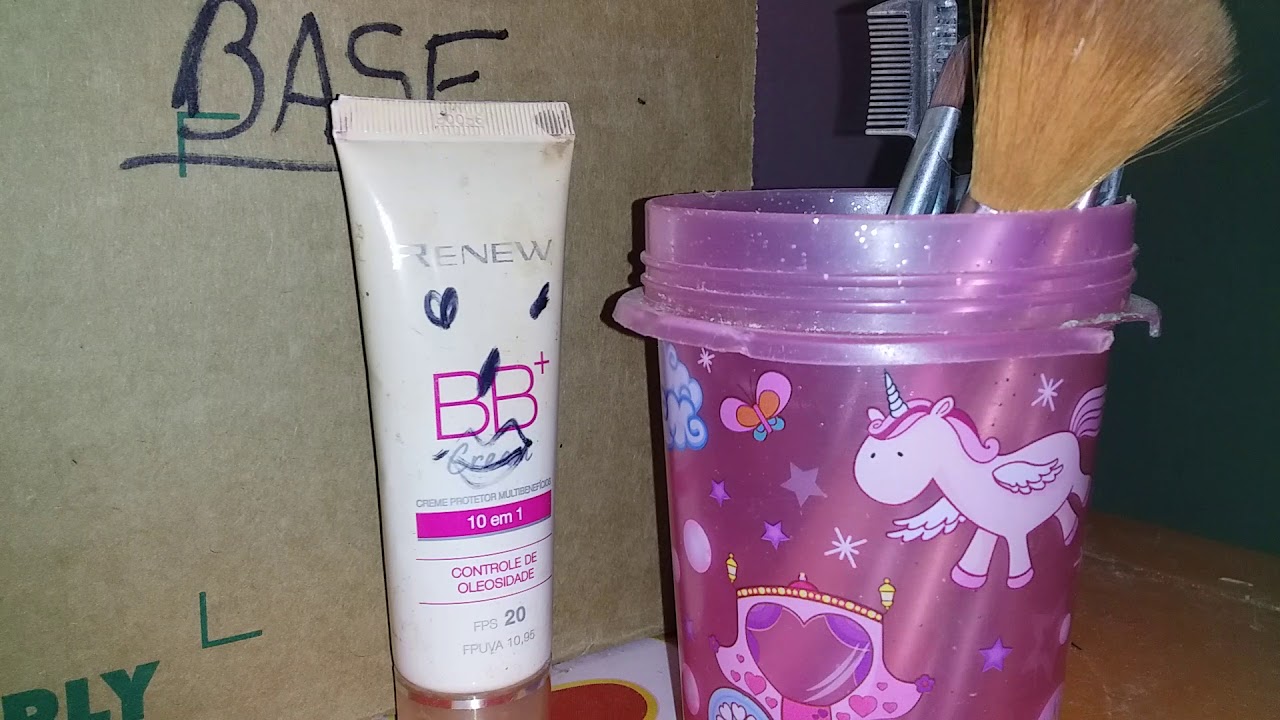 BASE
RENEW
BB+
Cream
CREME PROTETOR MULTIBENEFÍCIOS
10 em 1
CONTROLE DE
OLEOSIDADE
FPS 20
FPUVA 10,95
PLY